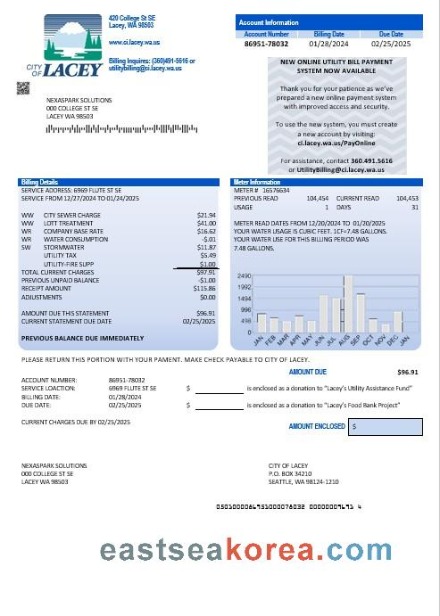 420 College St SE
Lacey, WA 98503
www.ci.lacey.wa.us
Billing Inquires: (360)491-5616 or
utilitybilling@ci.lacey.wa.us
CITY OF LACEY
Account Information
Account Number Billing Date Due Date
86951-78032 01/28/2024 02/25/2025
NEW ONLINE UTILITY BILL PAYMENT
SYSTEM NOW AVAILABLE
Thank you for your patience as we've
prepared a new online payment system
with improved access and security.
To use the new system, you must create
a new account by visiting:
ci.lacey.wa.us/PayOnline
For assistance, contact 360.491.5616
or UtilityBilling@ci.lacey.wa.us
NEXASPARK SOLUTIONS
000 COLLEGE ST SE
LACEY WA 98503
Billing Details
SERVICE ADDRESS: 6969 FLUTE ST SE
SERVICE FROM 12/27/2024 TO 01/24/2025
WW CITY SEWER CHARGE $21.94
WW LOTT TREATMENT $41.00
WR COMPANY BASE RATE $16.62
WR WATER CONSUMPTION -$.01
SW STORMWATER $11.87
UTILITY TAX $5.49
UTILITY-FIRE SUPP $1.00
TOTAL CURRENT CHARGES $97.91
PREVIOUS UNPAID BALANCE -$1.00
RECEIPT AMOUNT $115.86
ADJUSTMENTS $0.00
AMOUNT DUE THIS STATEMENT $96.91
CURRENT STATEMENT DUE DATE 02/25/2025
PREVIOUS BALANCE DUE IMMEDIATELY
Meter Information
METER # 16576634
PREVIOUS READ 104,454 CURRENT READ 104,453
USAGE 1 DAYS 31
METER READ DATES FROM 12/20/2024 TO 01/20/2025
YOUR WATER USAGE IS CUBIC FEET. 1CF=7.48 GALLONS.
YOUR WATER USE FOR THIS BILLING PERIOD WAS
7.48 GALLONS.
2490
1992
1494
996
498
0
JAN FEB MAR APR MAY JUN JUL AUG SEP OCT NOV DEC JAN
PLEASE RETURN THIS PORTION WITH YOUR PAMENT. MAKE CHECK PAYABLE TO CITY OF LACEY.
AMOUNT DUE $96.91
ACCOUNT NUMBER: 86951-78032
SERVICE LOACTION: 6969 FLUTE ST SE
BILLING DATE: 01/28/2024
DUE DATE: 02/25/2025
$ is enclosed as a donation to "Lacey's Utility Assistance Fund"
$ is enclosed as a donation to "Lacey's Food Bank Project"
CURRENT CHARGES DUE BY 02/25/2025
AMOUNT ENCLOSED $
NEXASPARK SOLUTIONS
000 COLLEGE ST SE
LACEY WA 98503
CITY OF LACEY
P.O. BOX 34210
SEATTLE, WA 98124-1210
eastseakorea.com